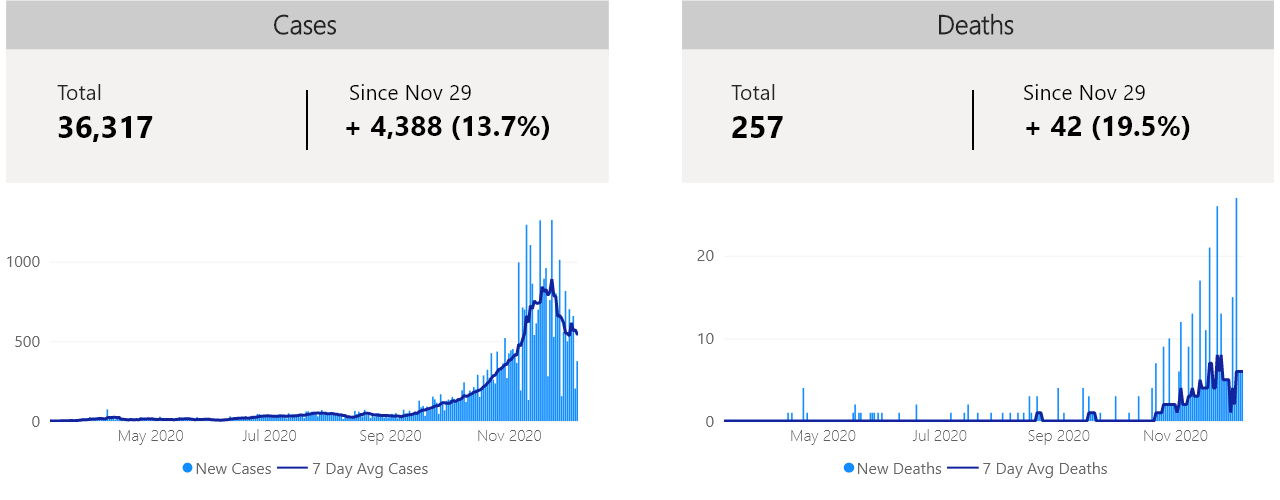 Cases
Total
36,317
Since Nov 29
+ 4,388 (13.7%)
1000
500
0
May 2020
Jul 2020
Sep 2020
Nov 2020
New Cases
7 Day Avg Cases
Deaths
Total
257
Since Nov 29
+ 42 (19.5%)
20
10
0
May 2020
Jul 2020
Sep 2020
Nov 2020
New Deaths
7 Day Avg Deaths